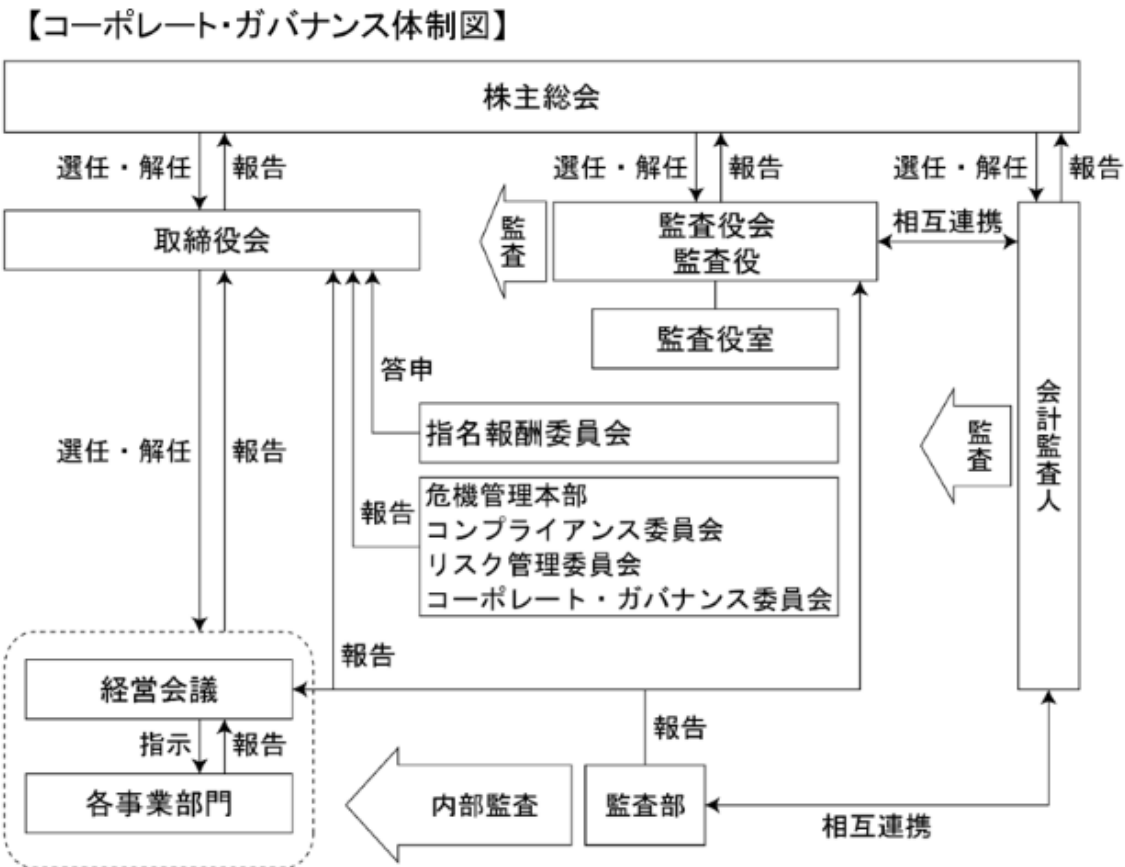 【コーポレート・ガバナンス体制図】
株主総会
選任・解任
報告
選任・解任
報告
選任・解任
報告
取締役会
監査
監査役会
監査役
相互連携
監査役室
答申
指名報酬委員会
会計監査人
監査
選任・解任
報告
報告
危機管理本部
コンプライアンス委員会
リスク管理委員会
コーポレート・ガバナンス委員会
報告
経営会議
報告
指示
報告
各事業部門
内部監査
監査部
相互連携